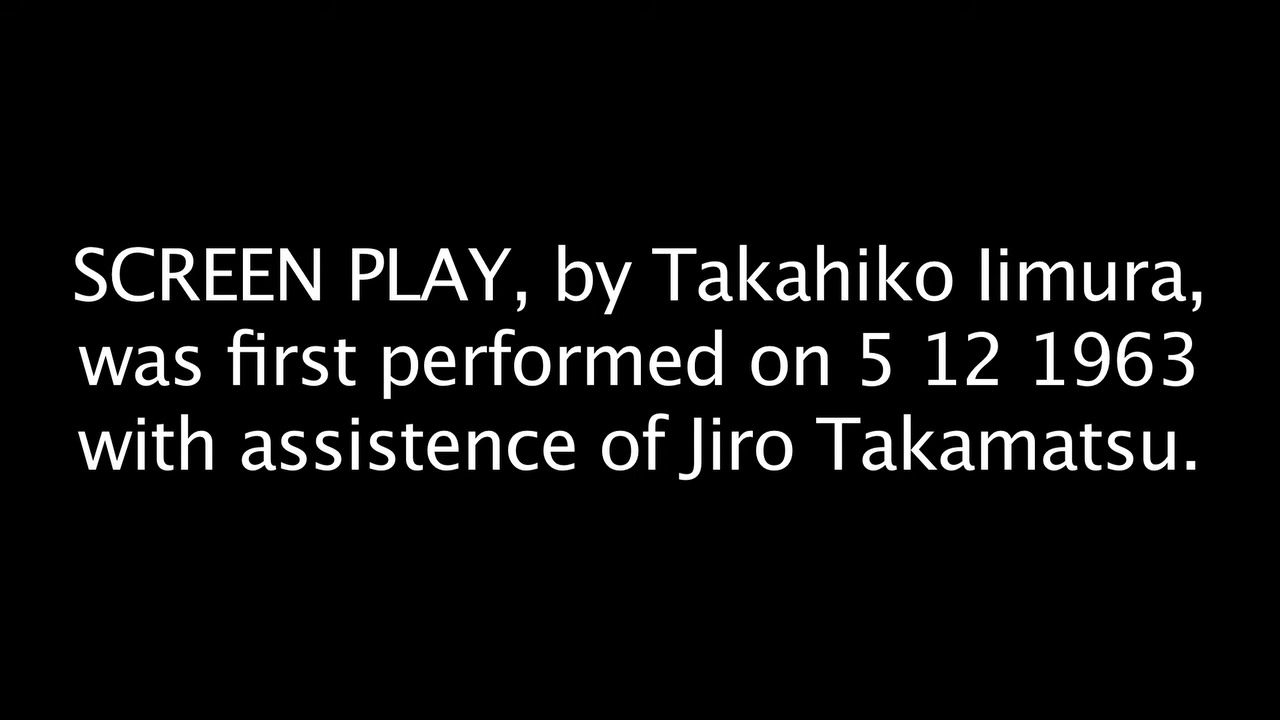 SCREEN PLAY, by Takahiko Iimura,
was first performed on 5 12 1963
with assistence of Jiro Takamatsu.